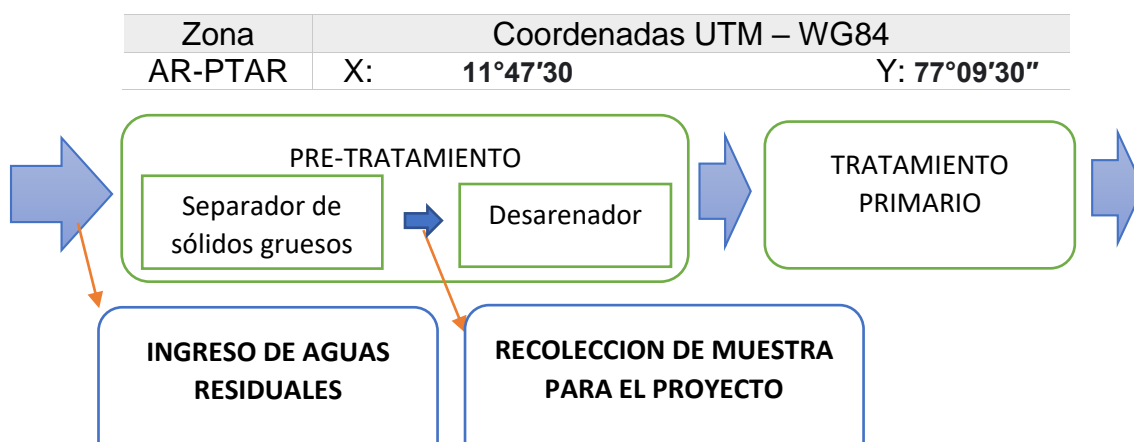 Zona Coordenadas UTM – WG84
AR-PTAR X: 11°47′30 Y: 77°09′30″
PRE-TRATAMIENTO
Separador de
sólidos gruesos
Desarenador
TRATAMIENTO
PRIMARIO
INGRESO DE AGUAS
RESIDUALES
RECOLECCION DE MUESTRA
PARA EL PROYECTO